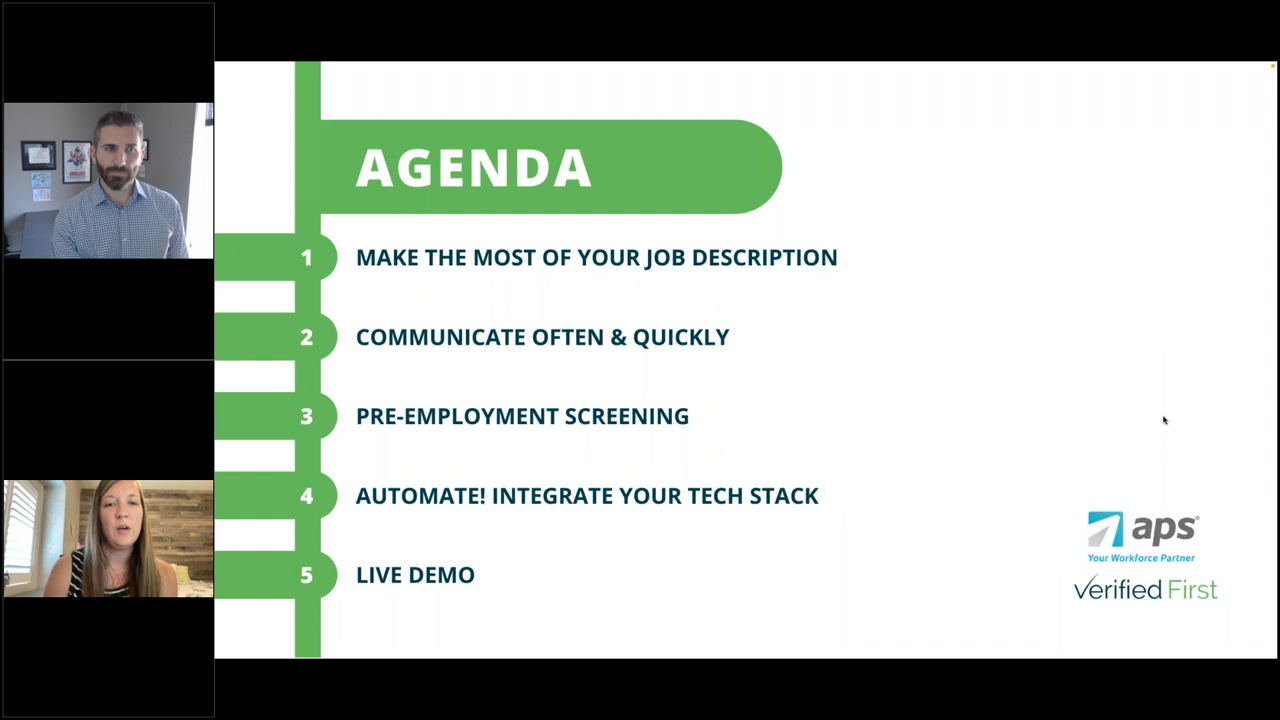 AGENDA
1 MAKE THE MOST OF YOUR JOB DESCRIPTION
2 COMMUNICATE OFTEN & QUICKLY
3 PRE-EMPLOYMENT SCREENING
4 AUTOMATE! INTEGRATE YOUR TECH STACK
5 LIVE DEMO
aps®
Your Workforce Partner
Verified First